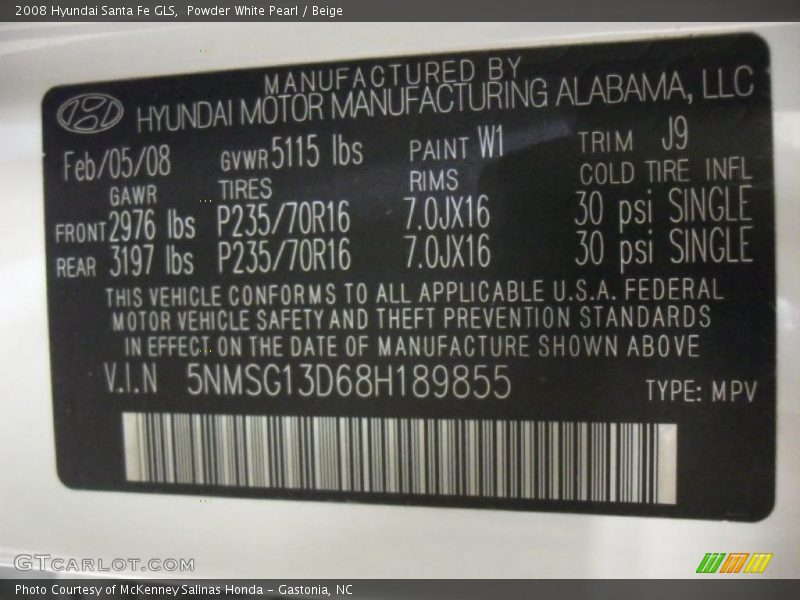 2008 Hyundai Santa Fe GLS,  Powder White Pearl / Beige
MANUFACTURED BY
HYUNDAI MOTOR MANUFACTURING ALABAMA, LLC
Feb/05/08 GVWR 5115 lbs PAINT W1 TRIM J9
GAWR TIRES RIMS COLD TIRE INFL
FRONT 2976 lbs P235/70R16 7.0JX16 30 psi SINGLE
REAR 3197 lbs P235/70R16 7.0JX16 30 psi SINGLE
THIS VEHICLE CONFORMS TO ALL APPLICABLE U.S.A. FEDERAL
MOTOR VEHICLE SAFETY AND THEFT PREVENTION STANDARDS
IN EFFECT ON THE DATE OF MANUFACTURE SHOWN ABOVE
V.I.N 5NMSG13D68H189855 TYPE: MPV
GTCARLOT.COM
Photo Courtesy of McKenney Salinas Honda - Gastonia, NC